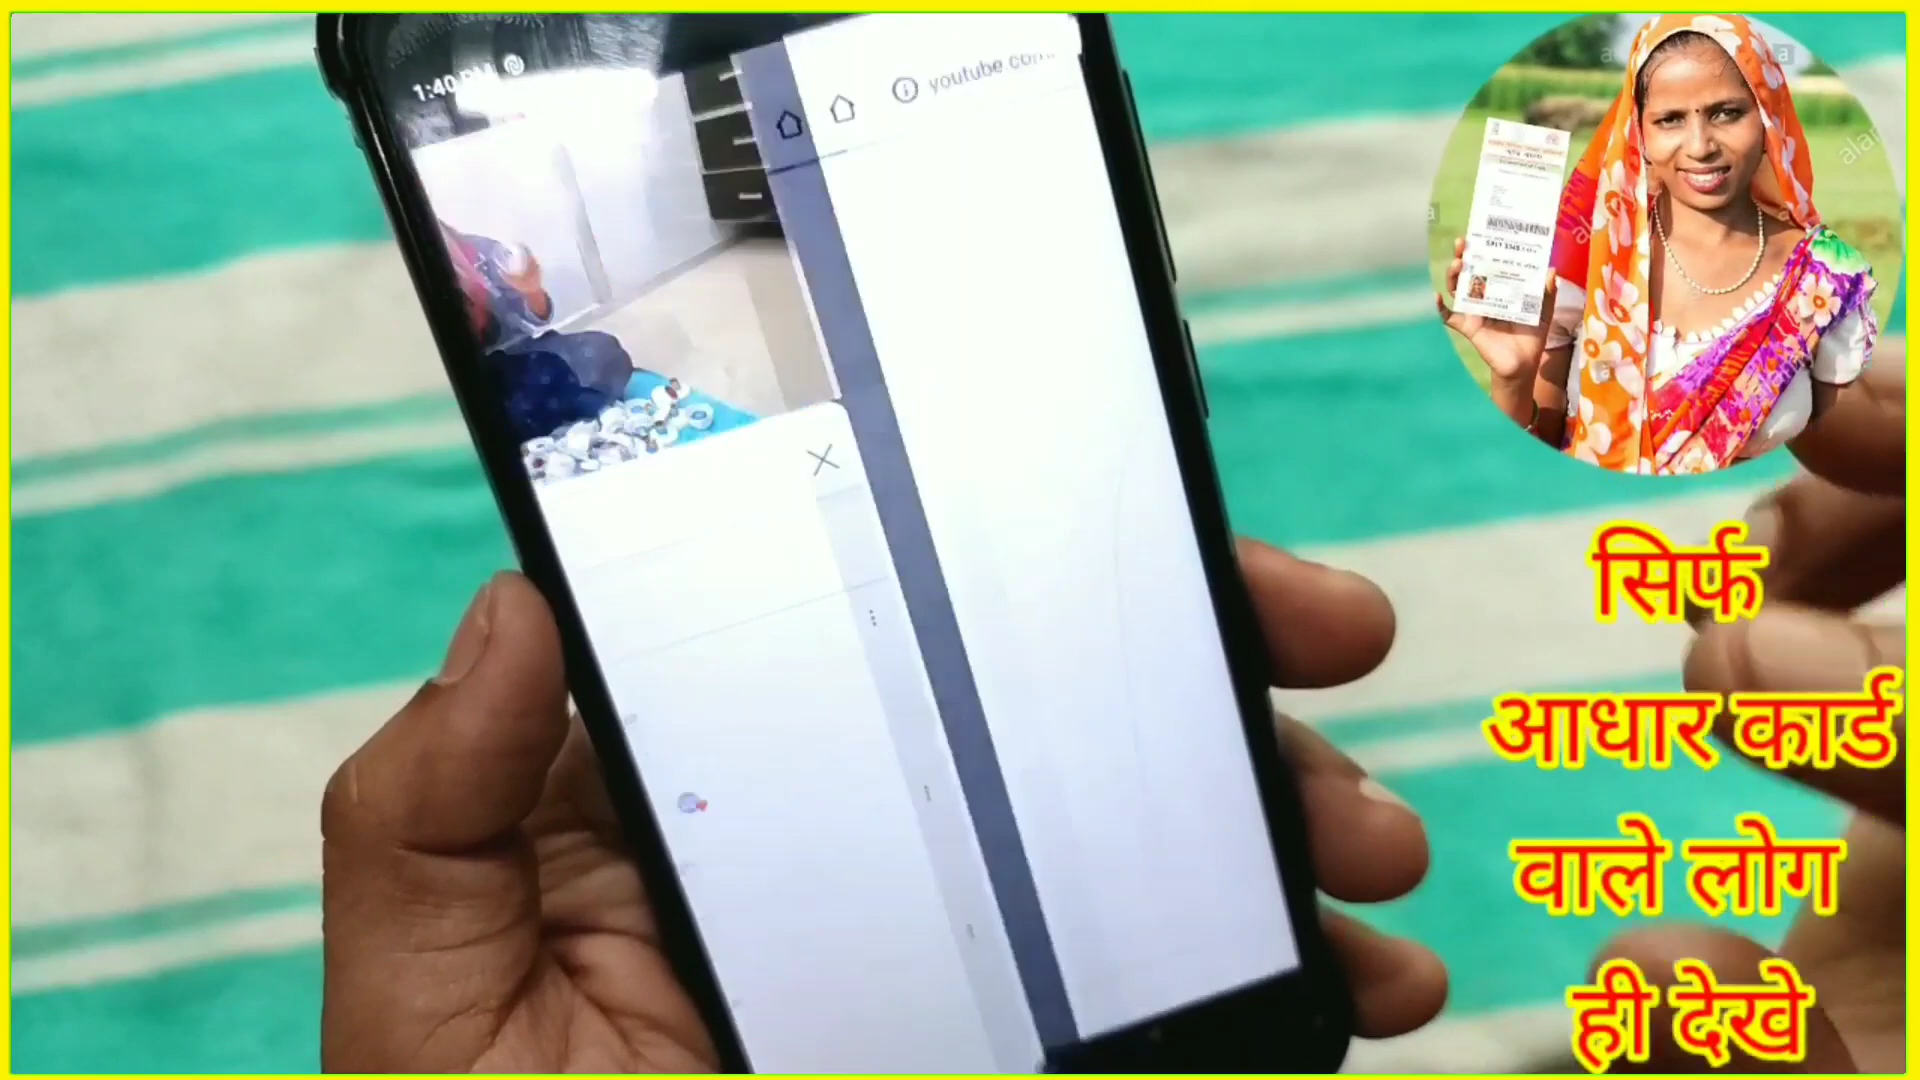 1:40 PM
youtube.com
सिर्फ
आधार कार्ड
वाले लोग
ही देखे